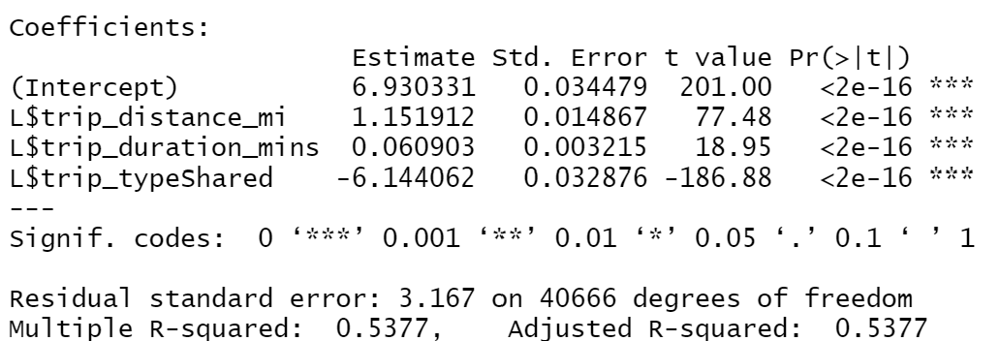 Coefficients:
Estimate Std. Error t value Pr(>|t|)
(Intercept) 6.930331 0.034479 201.00 <2e-16 ***
L$trip_distance_mi 1.151912 0.014867 77.48 <2e-16 ***
L$trip_duration_mins 0.060903 0.003215 18.95 <2e-16 ***
L$trip_typeShared -6.144062 0.032876 -186.88 <2e-16 ***
---
Signif. codes: 0 ‘***’ 0.001 ‘**’ 0.01 ‘*’ 0.05 ‘.’ 0.1 ‘ ’ 1
Residual standard error: 3.167 on 40666 degrees of freedom
Multiple R-squared: 0.5377, Adjusted R-squared: 0.5377